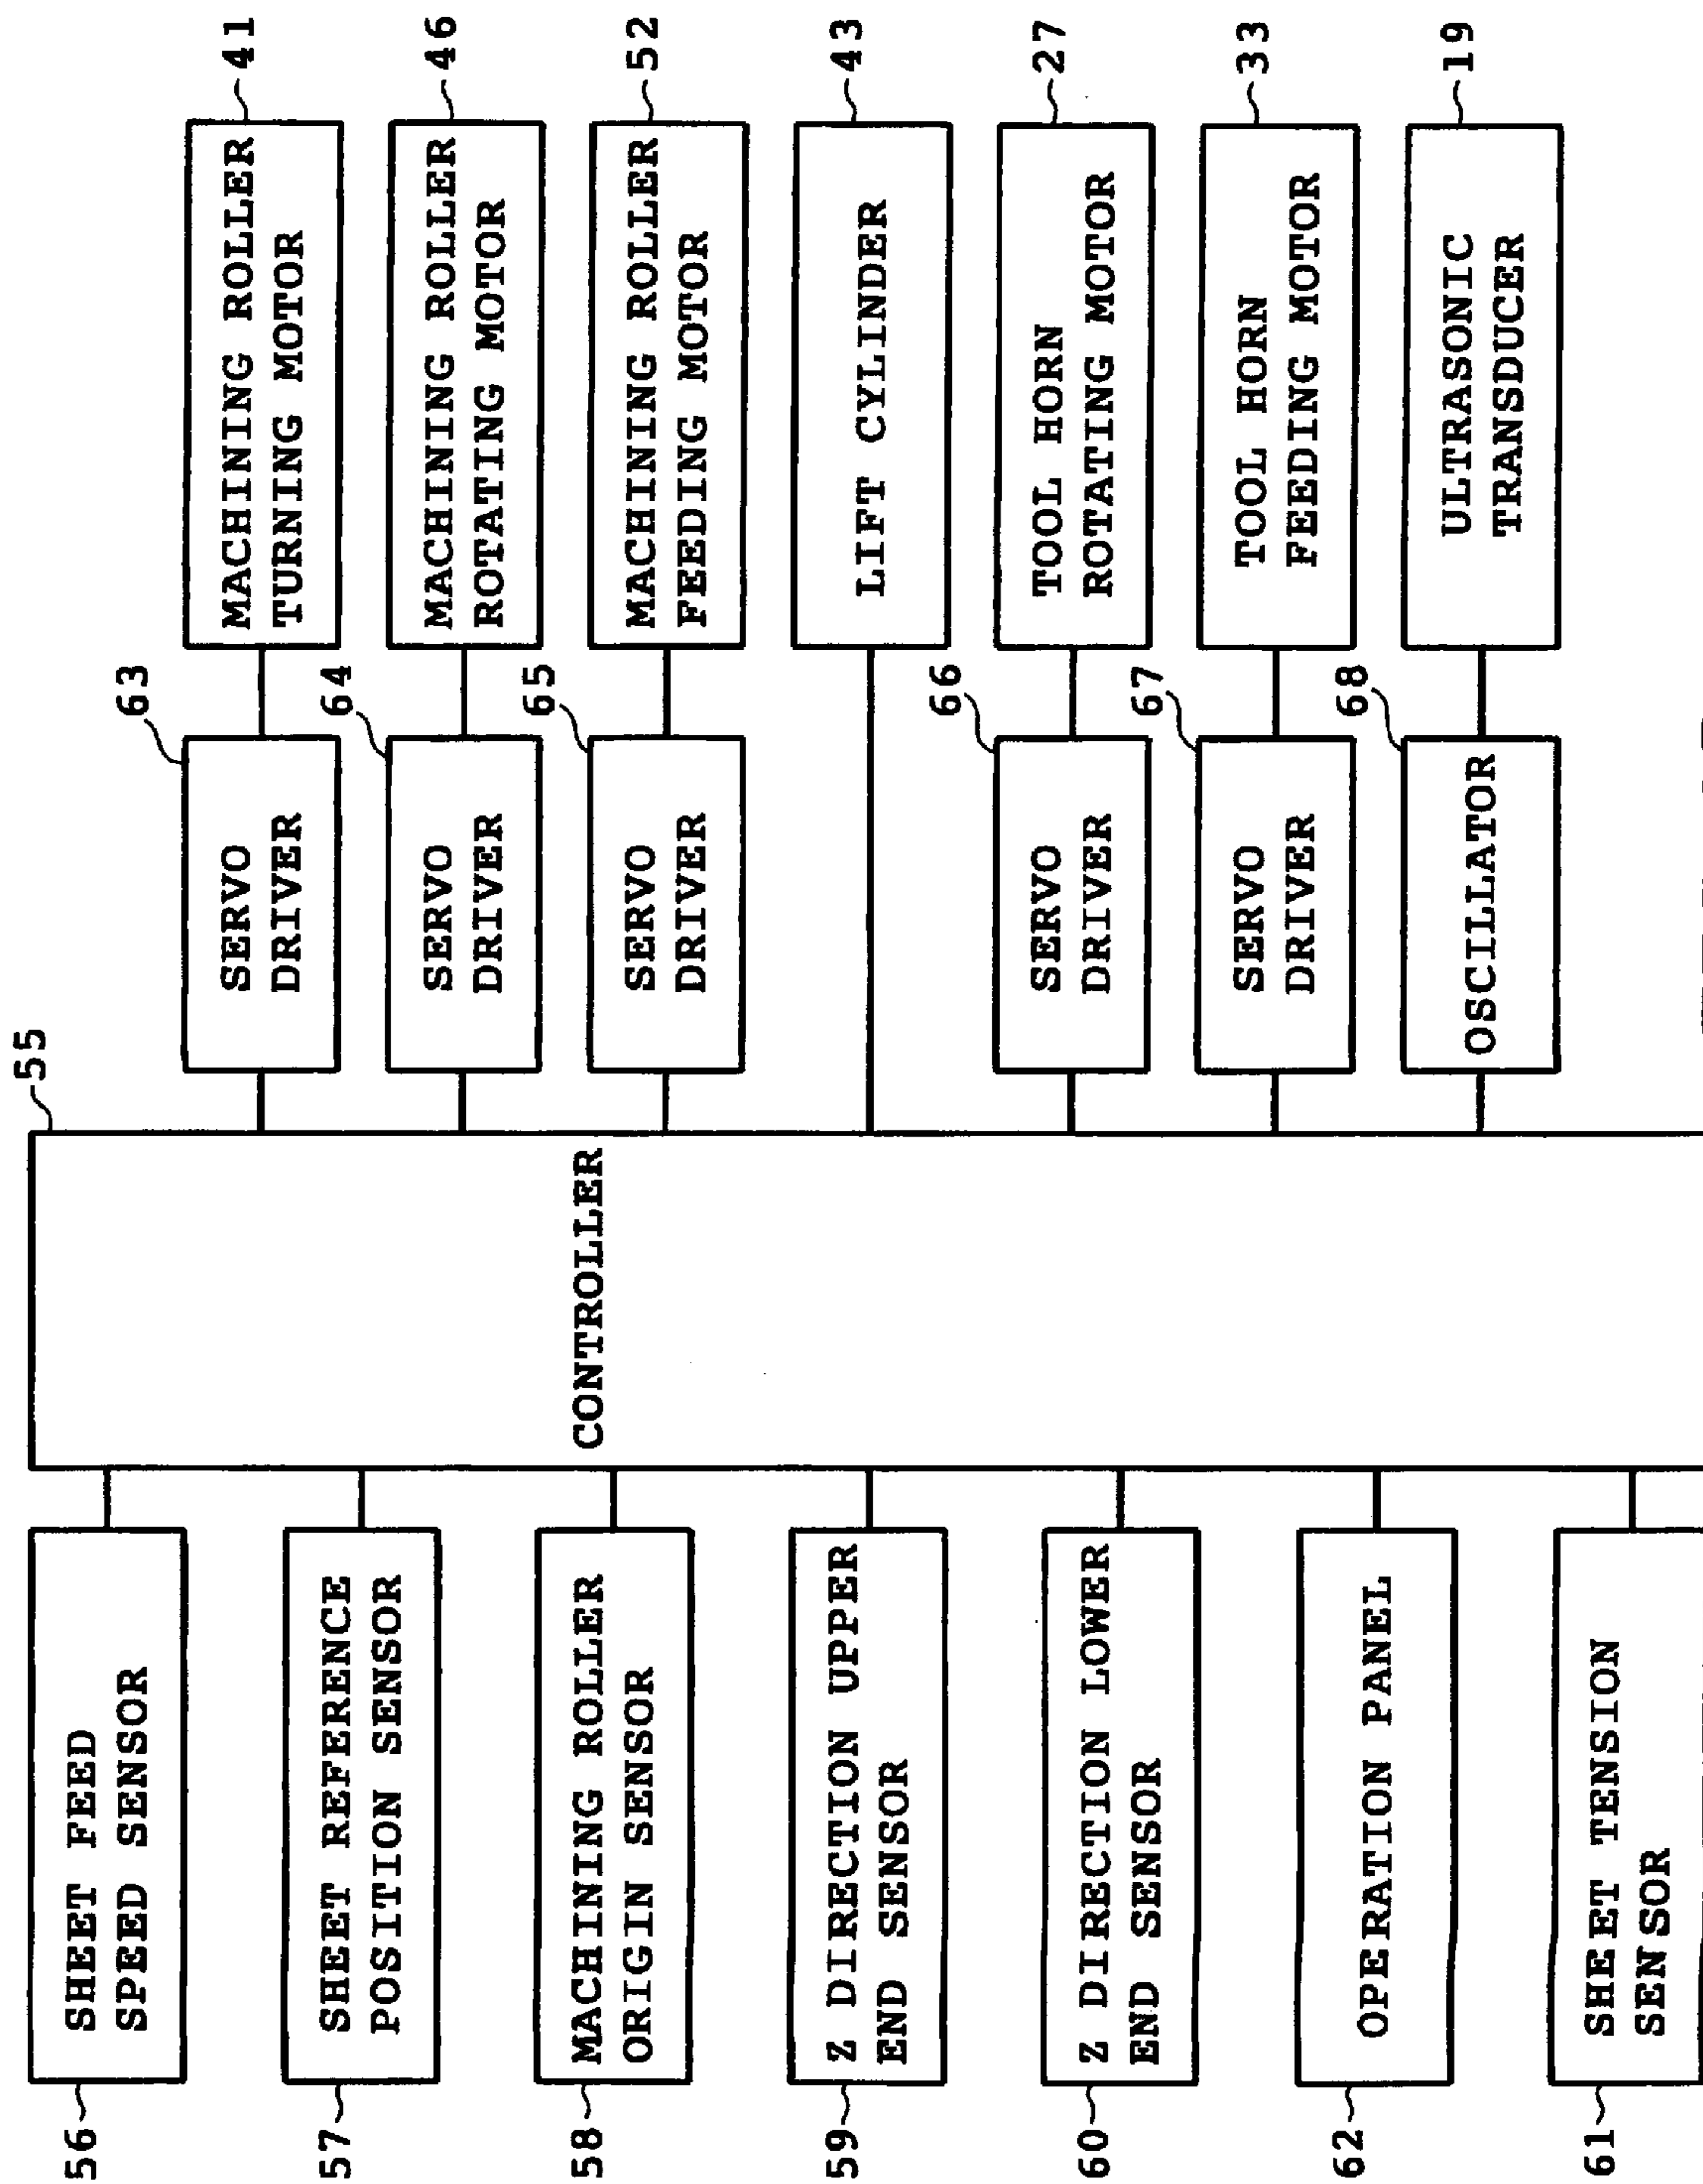 55
56
SHEET FEED
SPEED SENSOR
57
SHEET REFERENCE
POSITION SENSOR
58
MACHINING ROLLER
ORIGIN SENSOR
59
Z DIRECTION UPPER
END SENSOR
60
Z DIRECTION LOWER
END SENSOR
62
OPERATION PANEL
61
SHEET TENSION
SENSOR
CONTROLLER
63
SERVO
DRIVER
MACHINING ROLLER
TURNING MOTOR
41
64
SERVO
DRIVER
MACHINING ROLLER
ROTATING MOTOR
46
65
SERVO
DRIVER
MACHINING ROLLER
FEEDING MOTOR
52
LIFT CYLINDER
43
66
SERVO
DRIVER
TOOL HORN
ROTATING MOTOR
27
67
SERVO
DRIVER
TOOL HORN
FEEDING MOTOR
33
68
OSCILLATOR
ULTRASONIC
TRANSDUCER
19